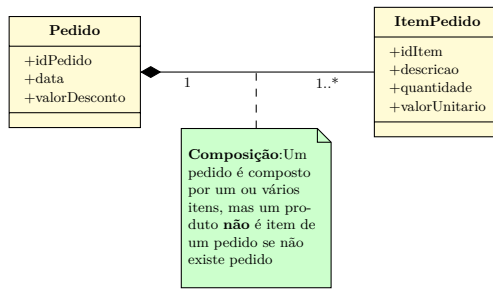 Pedido
+idPedido
+data
+valorDesconto
1
1..*
ItemPedido
+idItem
+descricao
+quantidade
+valorUnitario
Composição:Um
pedido é composto
por um ou vários
itens, mas um pro-
duto não é item de
um pedido se não
existe pedido